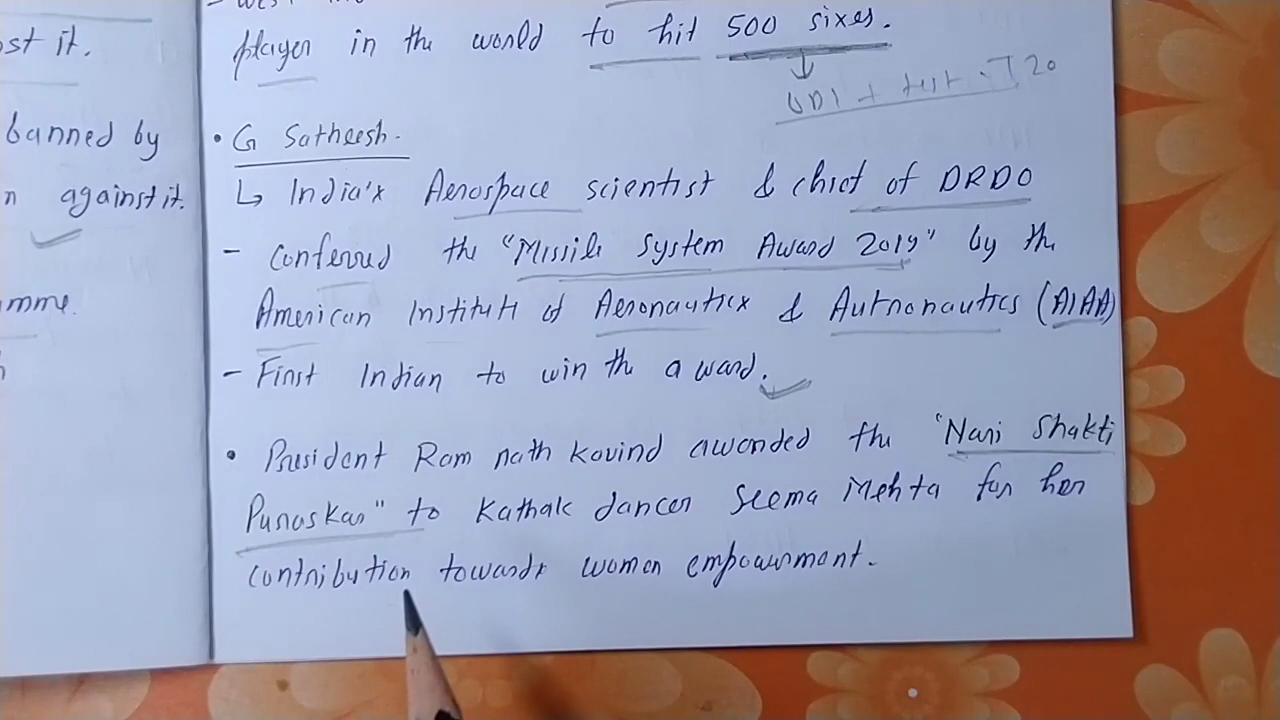 ost it.
banned by
n against it.
mme.
player in the world to hit 500 sixes.
ODI + test + T20
• G Satheesh.
↳ India's Aerospace scientist & chief of DRDO
- Conferred the "Missile System Award 2019" by the
American Institute of Aeronautics & Autronautics (AIAA)
- First Indian to win the award.
• President Ram nath kovind awarded the "Nari Shakti
Puraskar" to Kathak dancer Seema Mehta for her
contribution towards women empowerment.